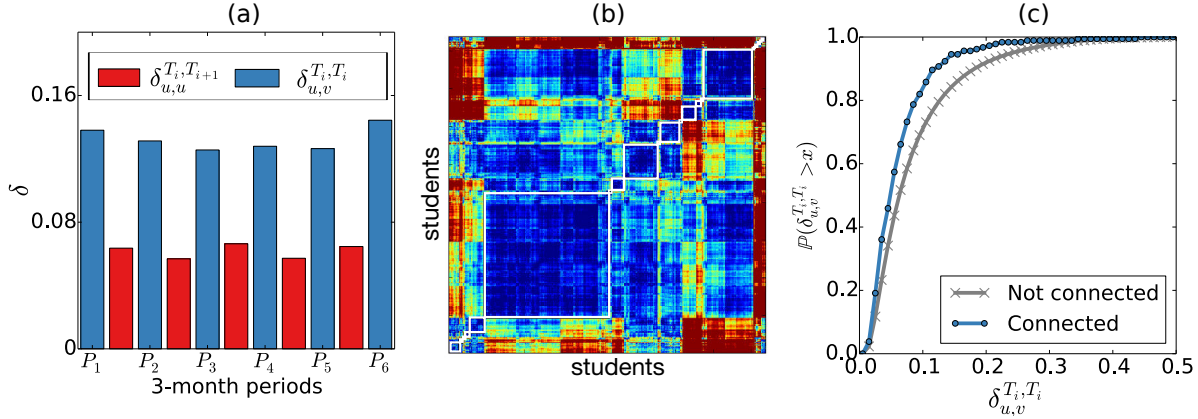 (a)
0.16
0.08
0
δ
δ_{u,u}^{T_i,T_{i+1}}
δ_{u,v}^{T_i,T_i}
P_1 P_2 P_3 P_4 P_5 P_6
3-month periods
(b)
students
students
(c)
1.0
0.8
0.6
0.4
0.2
0.0
ℙ(δ_{u,v}^{T_i,T_i} > x)
Not connected
Connected
0.0 0.1 0.2 0.3 0.4 0.5
δ_{u,v}^{T_i,T_i}